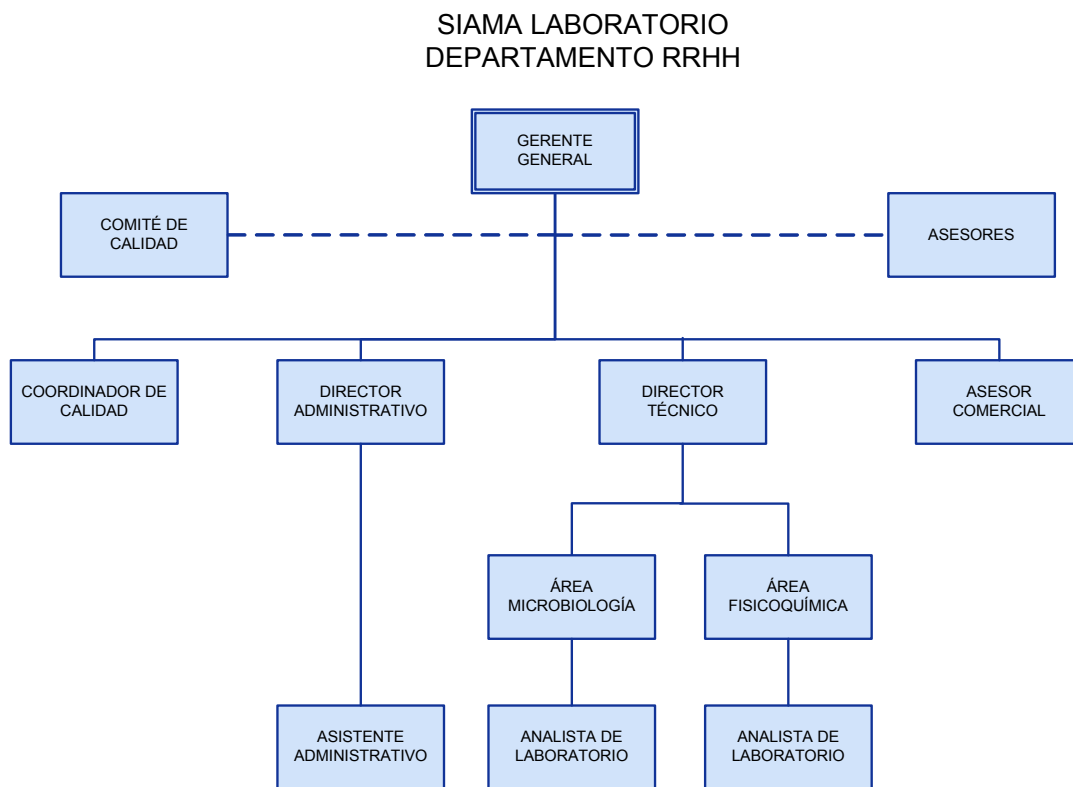 SIAMA LABORATORIO
DEPARTAMENTO RRHH
GERENTE
GENERAL
COMITÉ DE
CALIDAD
ASESORES
COORDINADOR DE
CALIDAD
DIRECTOR
ADMINISTRATIVO
DIRECTOR
TÉCNICO
ASESOR
COMERCIAL
ÁREA
MICROBIOLOGÍA
ÁREA
FISICOQUÍMICA
ASISTENTE
ADMINISTRATIVO
ANALISTA DE
LABORATORIO
ANALISTA DE
LABORATORIO